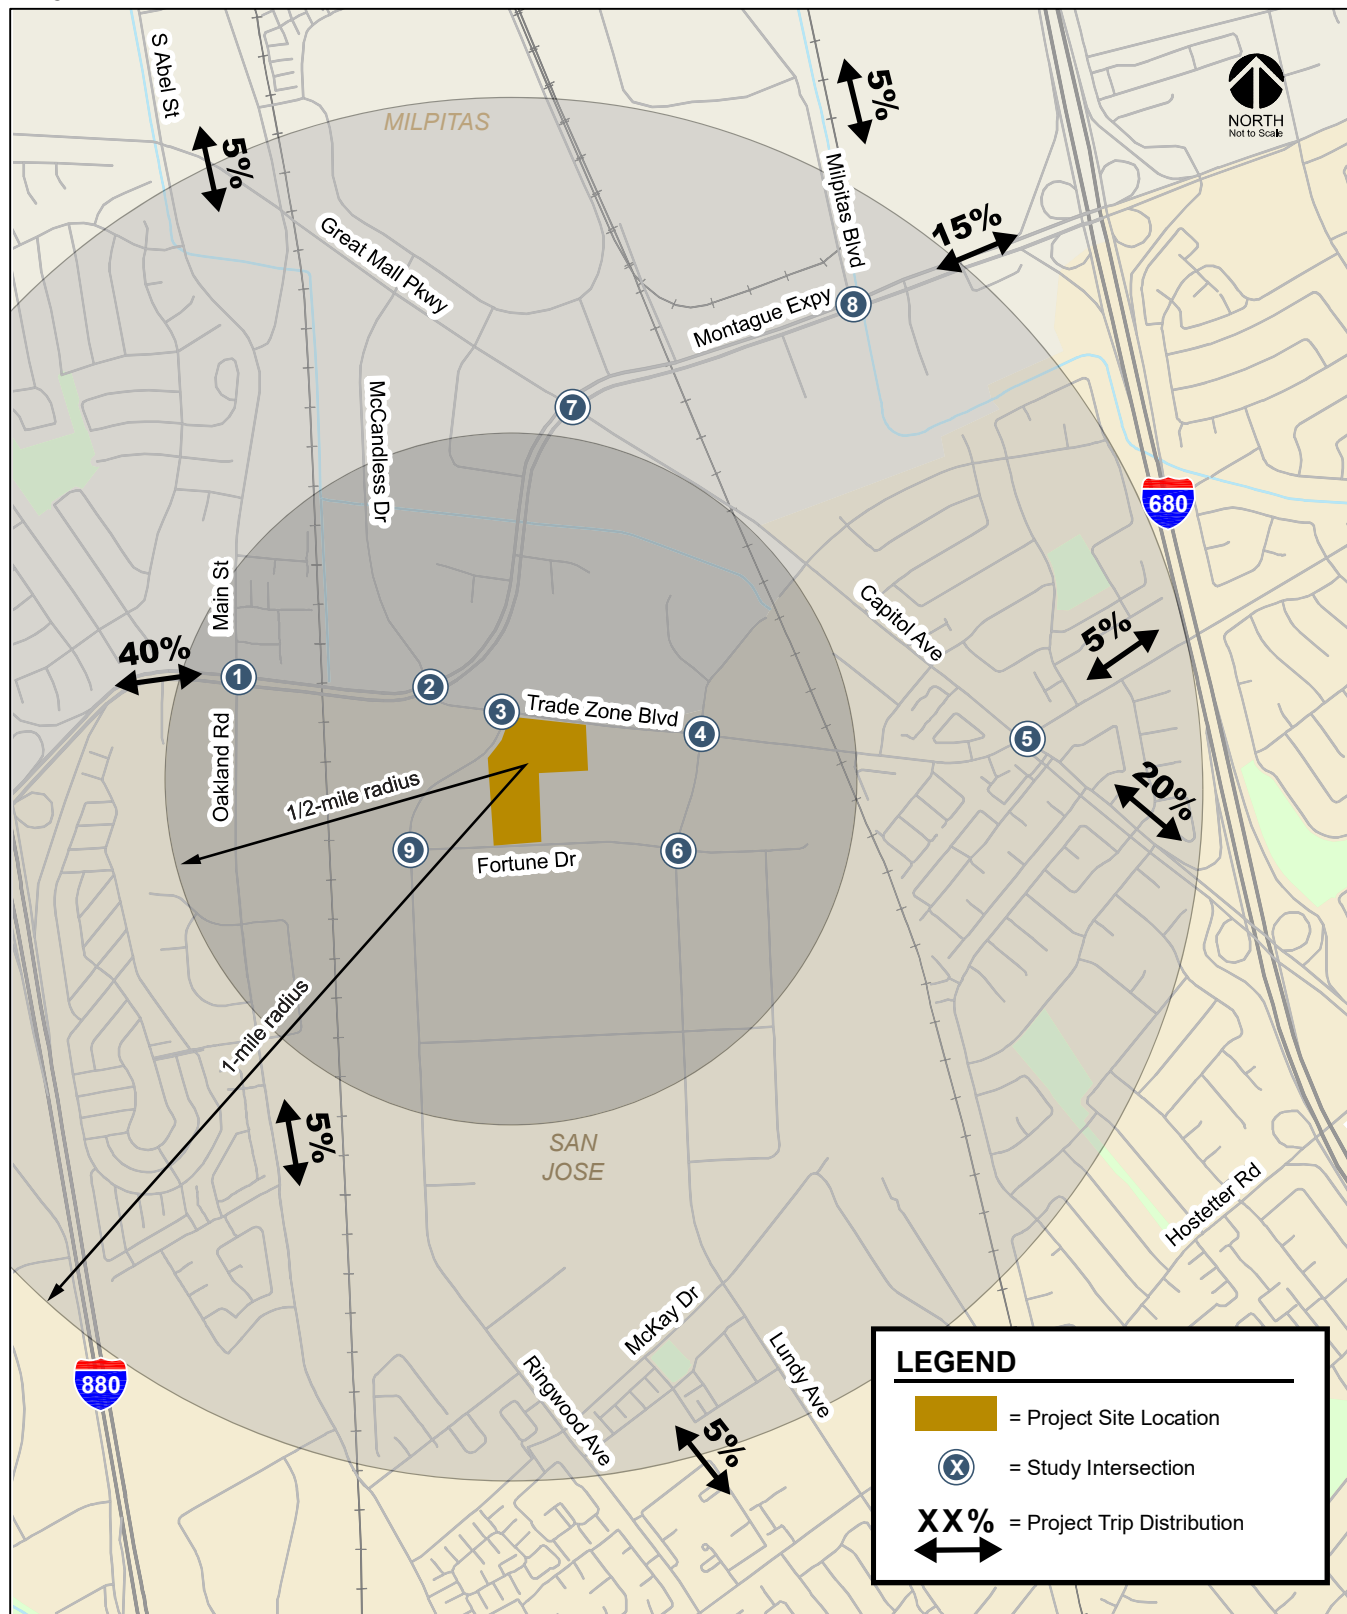 S Abel St
5%
MILPITAS
5%
NORTH
Not to Scale
Great Mall Pkwy
Milpitas Blvd
15%
8
Montague Expy
7
McCandless Dr
680
Main St
Capitol Ave
5%
40%
1
2
3
Trade Zone Blvd
4
5
Oakland Rd
1/2-mile radius
20%
9
Fortune Dr
6
1-mile radius
5%
SAN
JOSE
Hostetter Rd
McKay Dr
Lundy Ave
Ringwood Ave
880
5%
LEGEND
= Project Site Location
X
= Study Intersection
XX%
= Project Trip Distribution